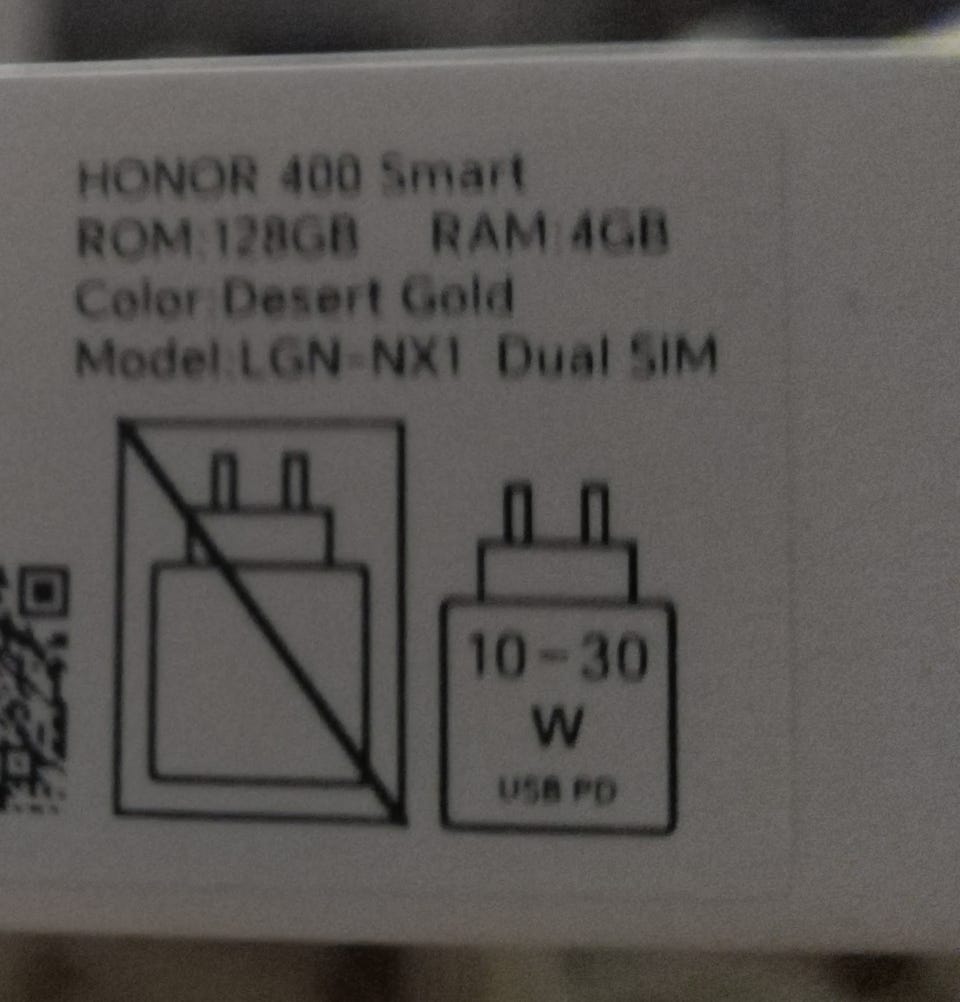 HONOR 400 Smart
ROM:128GB RAM:4GB
Color:Desert Gold
Model:LGN-NX1 Dual SIM
10-30
W
USB PD